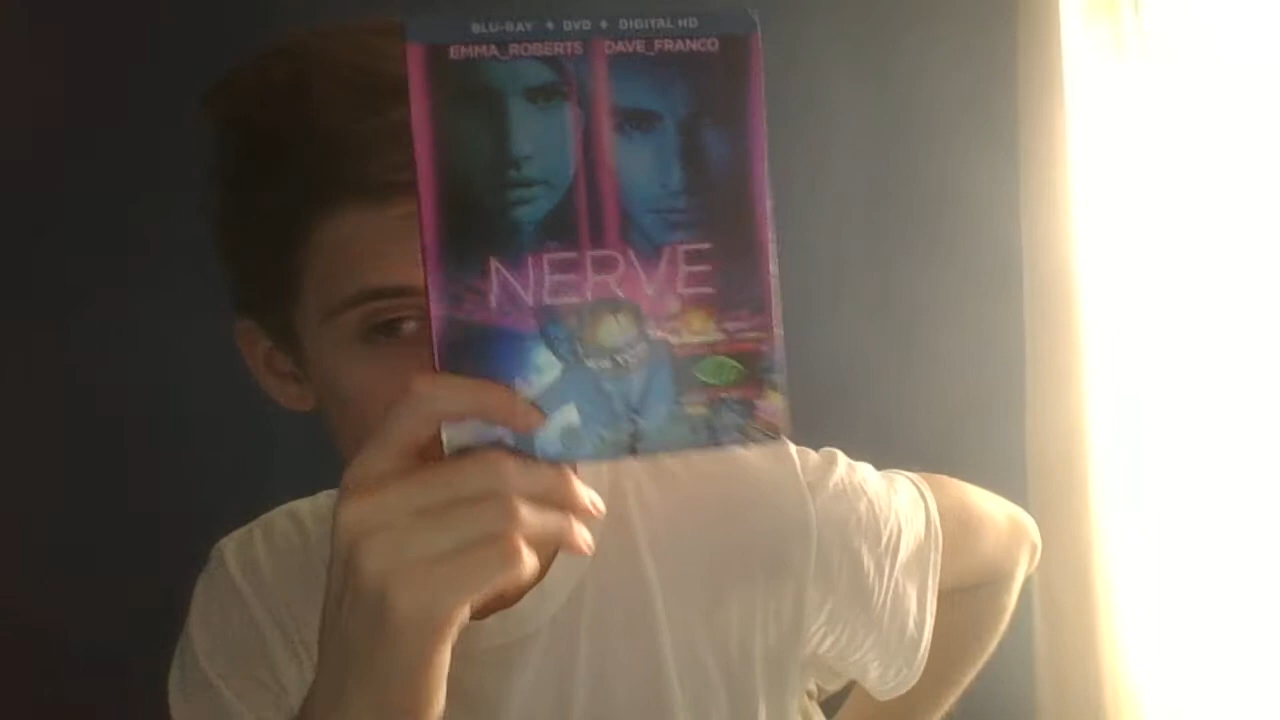 BLU-RAY + DVD + DIGITAL HD
EMMA_ROBERTS DAVE_FRANCO
NERVE